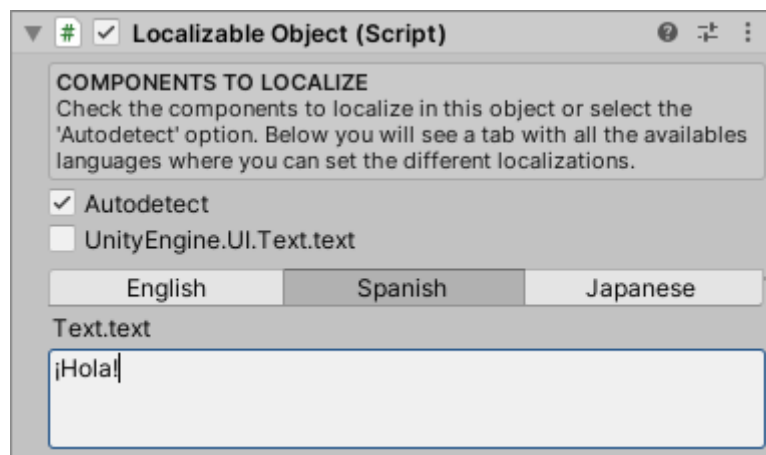 Localizable Object (Script)
COMPONENTS TO LOCALIZE
Check the components to localize in this object or select the
'Autodetect' option. Below you will see a tab with all the availables
languages where you can set the different localizations.
Autodetect
UnityEngine.UI.Text.text
English Spanish Japanese
Text.text
¡Hola!